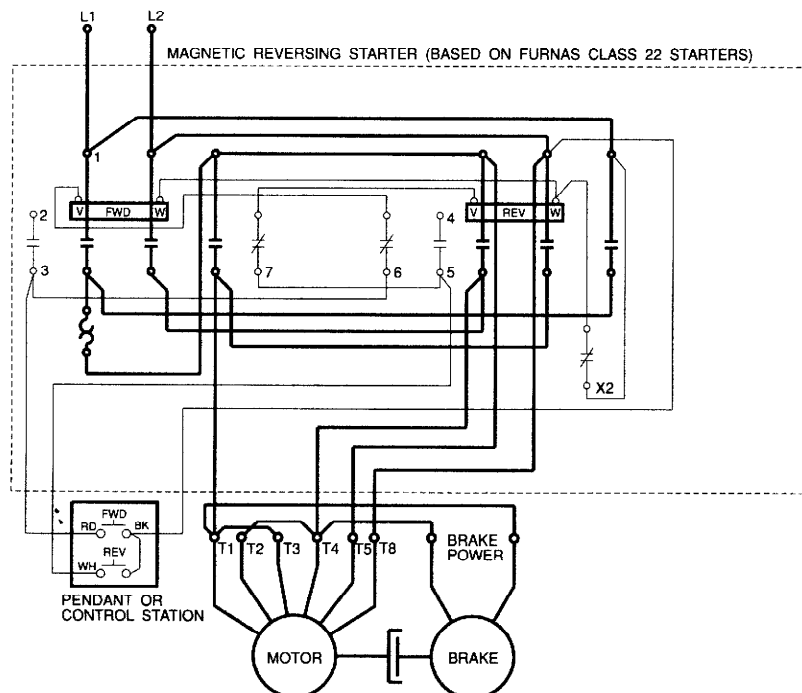 L1 L2
MAGNETIC REVERSING STARTER (BASED ON FURNAS CLASS 22 STARTERS)
1
2 V FWD W 4 V REV W
3 7 6 5
X2
FWD
RD BK
REV
WH
PENDANT OR
CONTROL STATION
T1 T2 T3 T4 T5 T8 BRAKE
POWER
MOTOR BRAKE